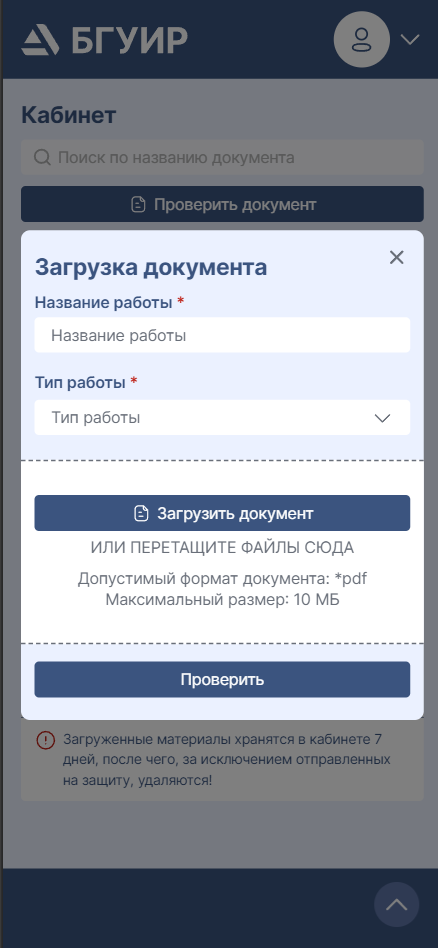 БГУИР
Кабинет
Поиск по названию документа
Проверить документ
Загрузка документа
Название работы *
Название работы
Тип работы *
Тип работы
Загрузить документ
ИЛИ ПЕРЕТАЩИТЕ ФАЙЛЫ СЮДА
Допустимый формат документа: *pdf
Максимальный размер: 10 МБ
Проверить
Загруженные материалы хранятся в кабинете 7
дней, после чего, за исключением отправленных
на защиту, удаляются!